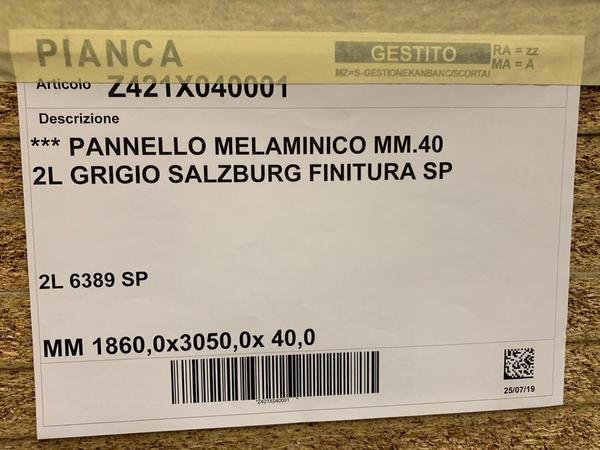 PIANCA
GESTITO
RA = zz
MA = A
MZ=S-GESTIONEKANBANC/SCORTA)
Articolo Z421X040001
Descrizione
*** PANNELLO MELAMINICO MM.40
2L GRIGIO SALZBURG FINITURA SP
2L 6389 SP
MM 1860,0x3050,0x 40,0
*Z421X040001*
25/07/19